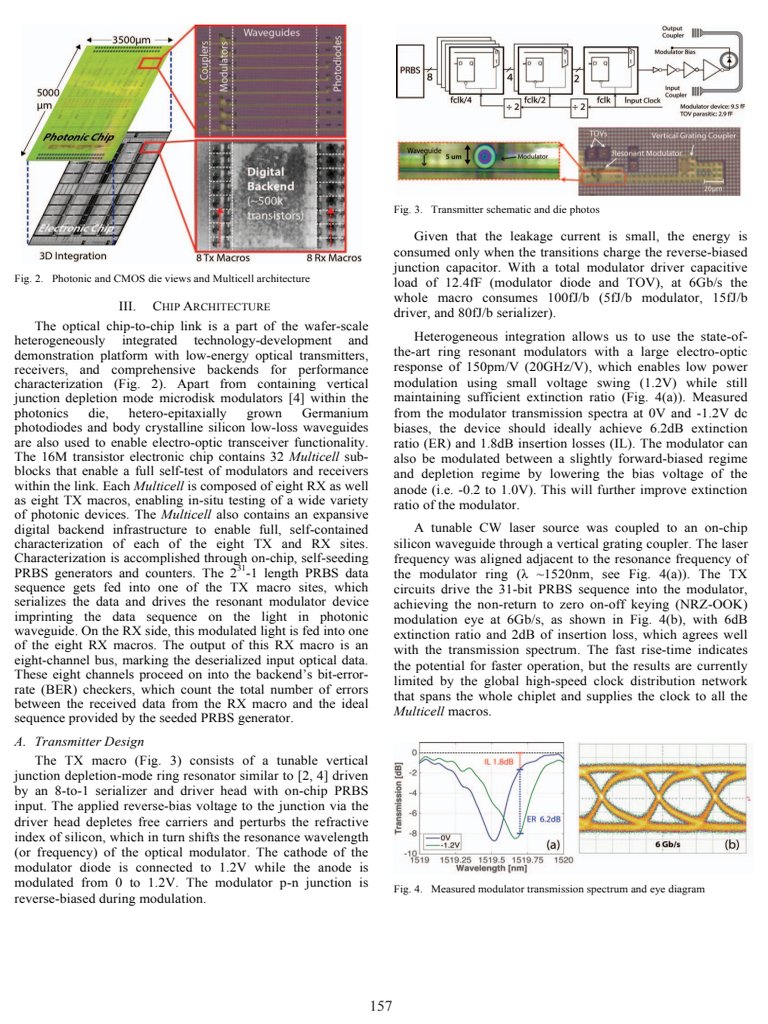 3500µm
5000
µm
Photonic Chip
Electronic Chip
3D Integration
Waveguides
Couplers
Modulators
Photodiodes
Digital
Backend
(~500k
transistors)
8 Tx Macros
8 Rx Macros
Fig. 2. Photonic and CMOS die views and Multicell architecture
III. CHIP ARCHITECTURE
The optical chip-to-chip link is a part of the wafer-scale
heterogeneously integrated technology-development and
demonstration platform with low-energy optical transmitters,
receivers, and comprehensive backends for performance
characterization (Fig. 2). Apart from containing vertical
junction depletion mode microdisk modulators [4] within the
photonics die, hetero-epitaxially grown Germanium
photodiodes and body crystalline silicon low-loss waveguides
are also used to enable electro-optic transceiver functionality.
The 16M transistor electronic chip contains 32 Multicell sub-
blocks that enable a full self-test of modulators and receivers
within the link. Each Multicell is composed of eight RX as well
as eight TX macros, enabling in-situ testing of a wide variety
of photonic devices. The Multicell also contains an expansive
digital backend infrastructure to enable full, self-contained
characterization of each of the eight TX and RX sites.
Characterization is accomplished through on-chip, self-seeding
PRBS generators and counters. The 2³¹-1 length PRBS data
sequence gets fed into one of the TX macro sites, which
serializes the data and drives the resonant modulator device
imprinting the data sequence on the light in photonic
waveguide. On the RX side, this modulated light is fed into one
of the eight RX macros. The output of this RX macro is an
eight-channel bus, marking the deserialized input optical data.
These eight channels proceed on into the backend's bit-error-
rate (BER) checkers, which count the total number of errors
between the received data from the RX macro and the ideal
sequence provided by the seeded PRBS generator.
A. Transmitter Design
The TX macro (Fig. 3) consists of a tunable vertical
junction depletion-mode ring resonator similar to [2, 4] driven
by an 8-to-1 serializer and driver head with on-chip PRBS
input. The applied reverse-bias voltage to the junction via the
driver head depletes free carriers and perturbs the refractive
index of silicon, which in turn shifts the resonance wavelength
(or frequency) of the optical modulator. The cathode of the
modulator diode is connected to 1.2V while the anode is
modulated from 0 to 1.2V. The modulator p-n junction is
reverse-biased during modulation.
PRBS
8
4
2
fclk/4
fclk/2
fclk
Input Clock
÷ 2
÷ 2
Output
Coupler
Modulator Bias
Input
Coupler
Modulator device: 9.5 fF
TOV parasitic: 2.9 fF
Waveguide
5 um
Modulator
TOVs
Vertical Grating Coupler
Resonant Modulator
20µm
Fig. 3. Transmitter schematic and die photos
Given that the leakage current is small, the energy is
consumed only when the transitions charge the reverse-biased
junction capacitor. With a total modulator driver capacitive
load of 12.4fF (modulator diode and TOV), at 6Gb/s the
whole macro consumes 100fJ/b (5fJ/b modulator, 15fJ/b
driver, and 80fJ/b serializer).
Heterogeneous integration allows us to use the state-of-
the-art ring resonant modulators with a large electro-optic
response of 150pm/V (20GHz/V), which enables low power
modulation using small voltage swing (1.2V) while still
maintaining sufficient extinction ratio (Fig. 4(a)). Measured
from the modulator transmission spectra at 0V and -1.2V dc
biases, the device should ideally achieve 6.2dB extinction
ratio (ER) and 1.8dB insertion losses (IL). The modulator can
also be modulated between a slightly forward-biased regime
and depletion regime by lowering the bias voltage of the
anode (i.e. -0.2 to 1.0V). This will further improve extinction
ratio of the modulator.
A tunable CW laser source was coupled to an on-chip
silicon waveguide through a vertical grating coupler. The laser
frequency was aligned adjacent to the resonance frequency of
the modulator ring (λ ~1520nm, see Fig. 4(a)). The TX
circuits drive the 31-bit PRBS sequence into the modulator,
achieving the non-return to zero on-off keying (NRZ-OOK)
modulation eye at 6Gb/s, as shown in Fig. 4(b), with 6dB
extinction ratio and 2dB of insertion loss, which agrees well
with the transmission spectrum. The fast rise-time indicates
the potential for faster operation, but the results are currently
limited by the global high-speed clock distribution network
that spans the whole chiplet and supplies the clock to all the
Multicell macros.
Transmission [dB]
0
-2
-4
-6
-8
-10
IL 1.8dB
ER 6.2dB
0V
-1.2V
(a)
1519 1519.25 1519.5 1519.75 1520
Wavelength [nm]
6 Gb/s
(b)
Fig. 4. Measured modulator transmission spectrum and eye diagram
157